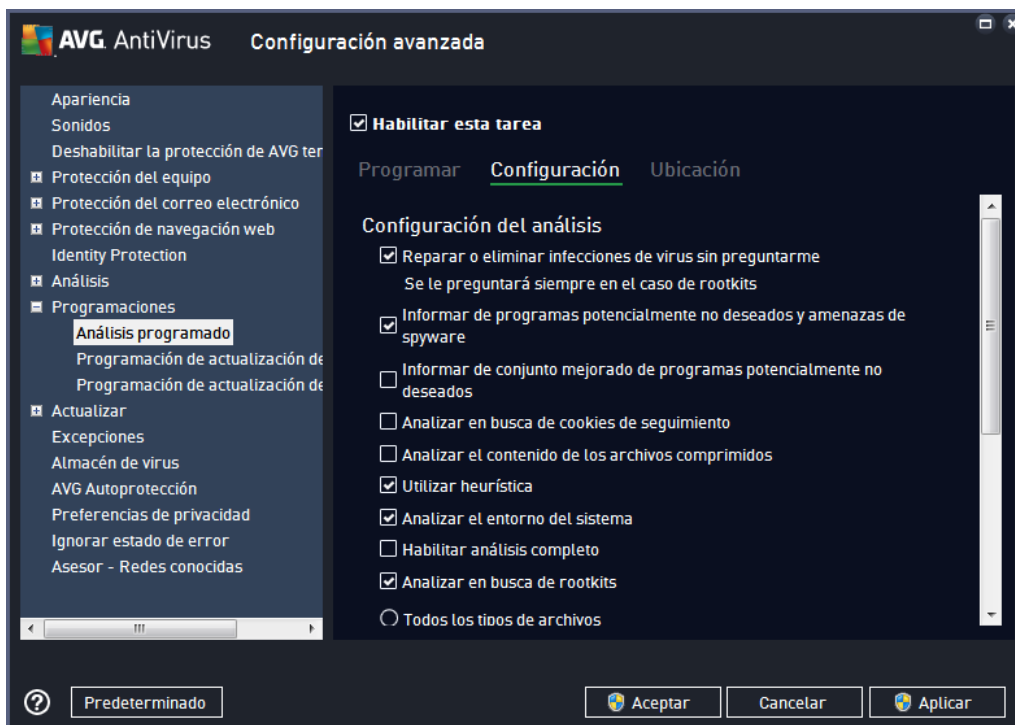 AVG. AntiVirus
Configuración avanzada
Apariencia
Sonidos
Deshabilitar la protección de AVG ter
Protección del equipo
Protección del correo electrónico
Protección de navegación web
Identity Protection
Análisis
Programaciones
Análisis programado
Programación de actualización de
Programación de actualización de
Actualizar
Excepciones
Almacén de virus
AVG Autoprotección
Preferencias de privacidad
Ignorar estado de error
Asesor - Redes conocidas
Habilitar esta tarea
Programar Configuración Ubicación
Configuración del análisis
Reparar o eliminar infecciones de virus sin preguntarme
Se le preguntará siempre en el caso de rootkits
Informar de programas potencialmente no deseados y amenazas de
spyware
Informar de conjunto mejorado de programas potencialmente no
deseados
Analizar en busca de cookies de seguimiento
Analizar el contenido de los archivos comprimidos
Utilizar heurística
Analizar el entorno del sistema
Habilitar análisis completo
Analizar en busca de rootkits
Todos los tipos de archivos
? Predeterminado Aceptar Cancelar Aplicar